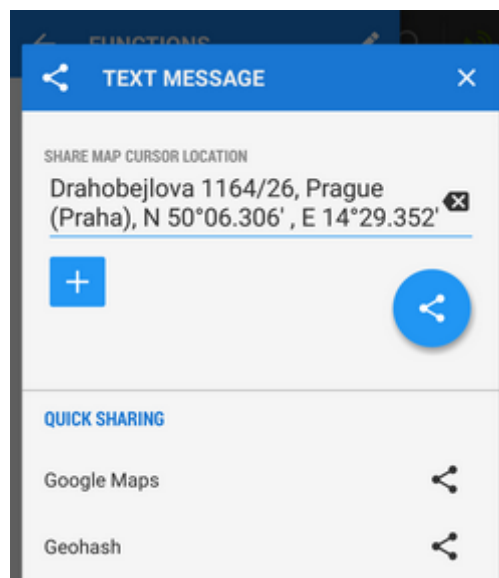 FUNCTIONS
TEXT MESSAGE
SHARE MAP CURSOR LOCATION
Drahobejlova 1164/26, Prague
(Praha), N 50°06.306' , E 14°29.352'
QUICK SHARING
Google Maps
Geohash